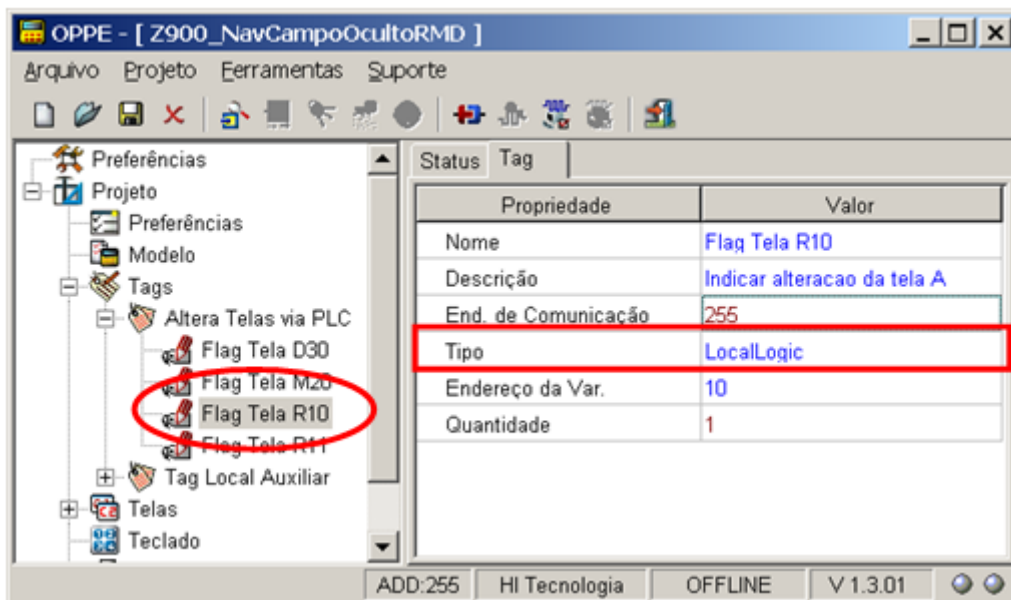 OPPE - [ Z900_NavCampoOcultoRMD ]
Arquivo Projeto Ferramentas Suporte
Preferências
Projeto
Preferências
Modelo
Tags
Altera Telas via PLC
Flag Tela D30
Flag Tela M20
Flag Tela R10
Flag Tela R11
Tag Local Auxiliar
Telas
Teclado
Status Tag
Propriedade Valor
Nome Flag Tela R10
Descrição Indicar alteracao da tela A
End. de Comunicação 255
Tipo LocalLogic
Endereço da Var. 10
Quantidade 1
ADD:255 HI Tecnologia OFFLINE V 1.3.01